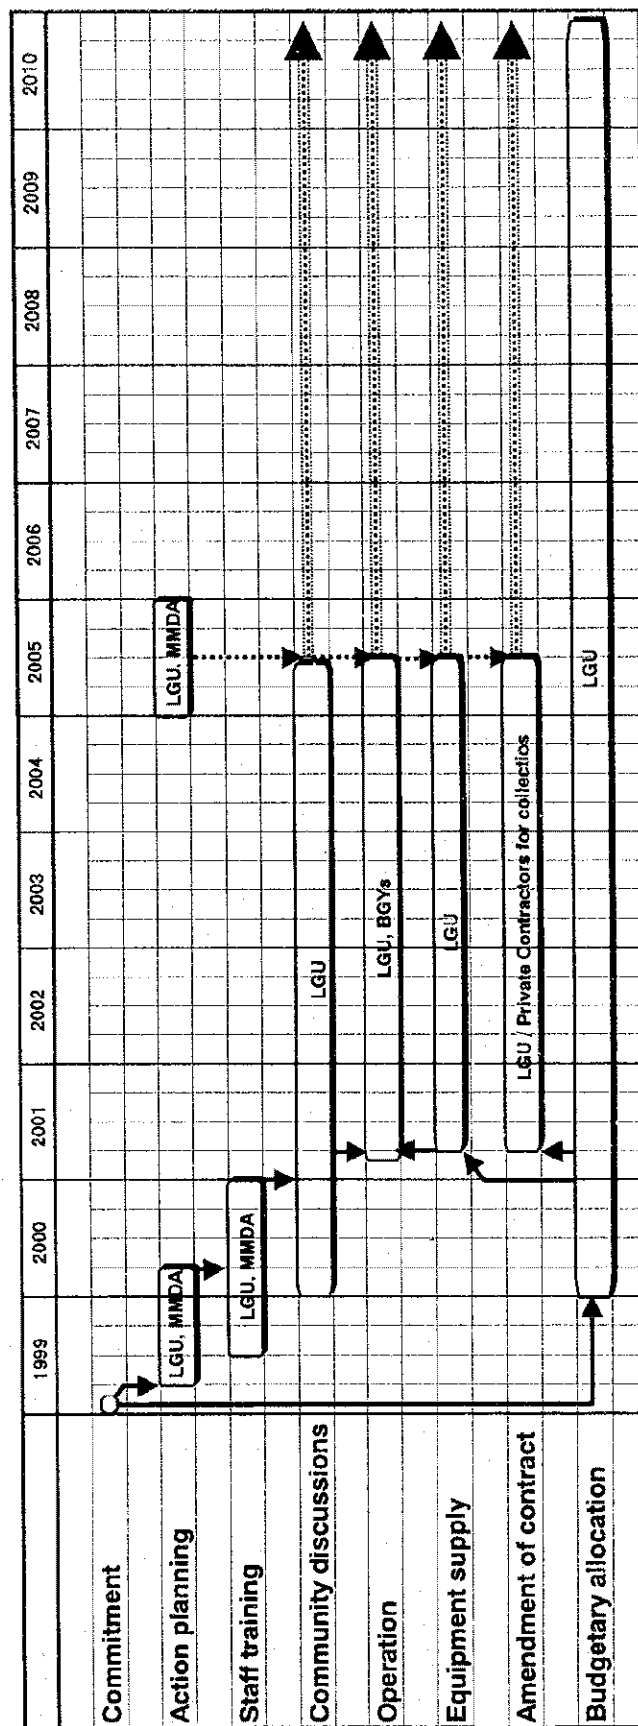 1999 2000 2001 2002 2003 2004 2005 2006 2007 2008 2009 2010
Commitment
Action planning
LGU, MMDA
LGU. MMDA
Staff training
LGU. MMDA
Community discussions
LGU
Operation
LGU, BGYs
Equipment supply
LGU
Amendment of contract
LGU / Private Contractors for collectios
Budgetary allocation
LGU